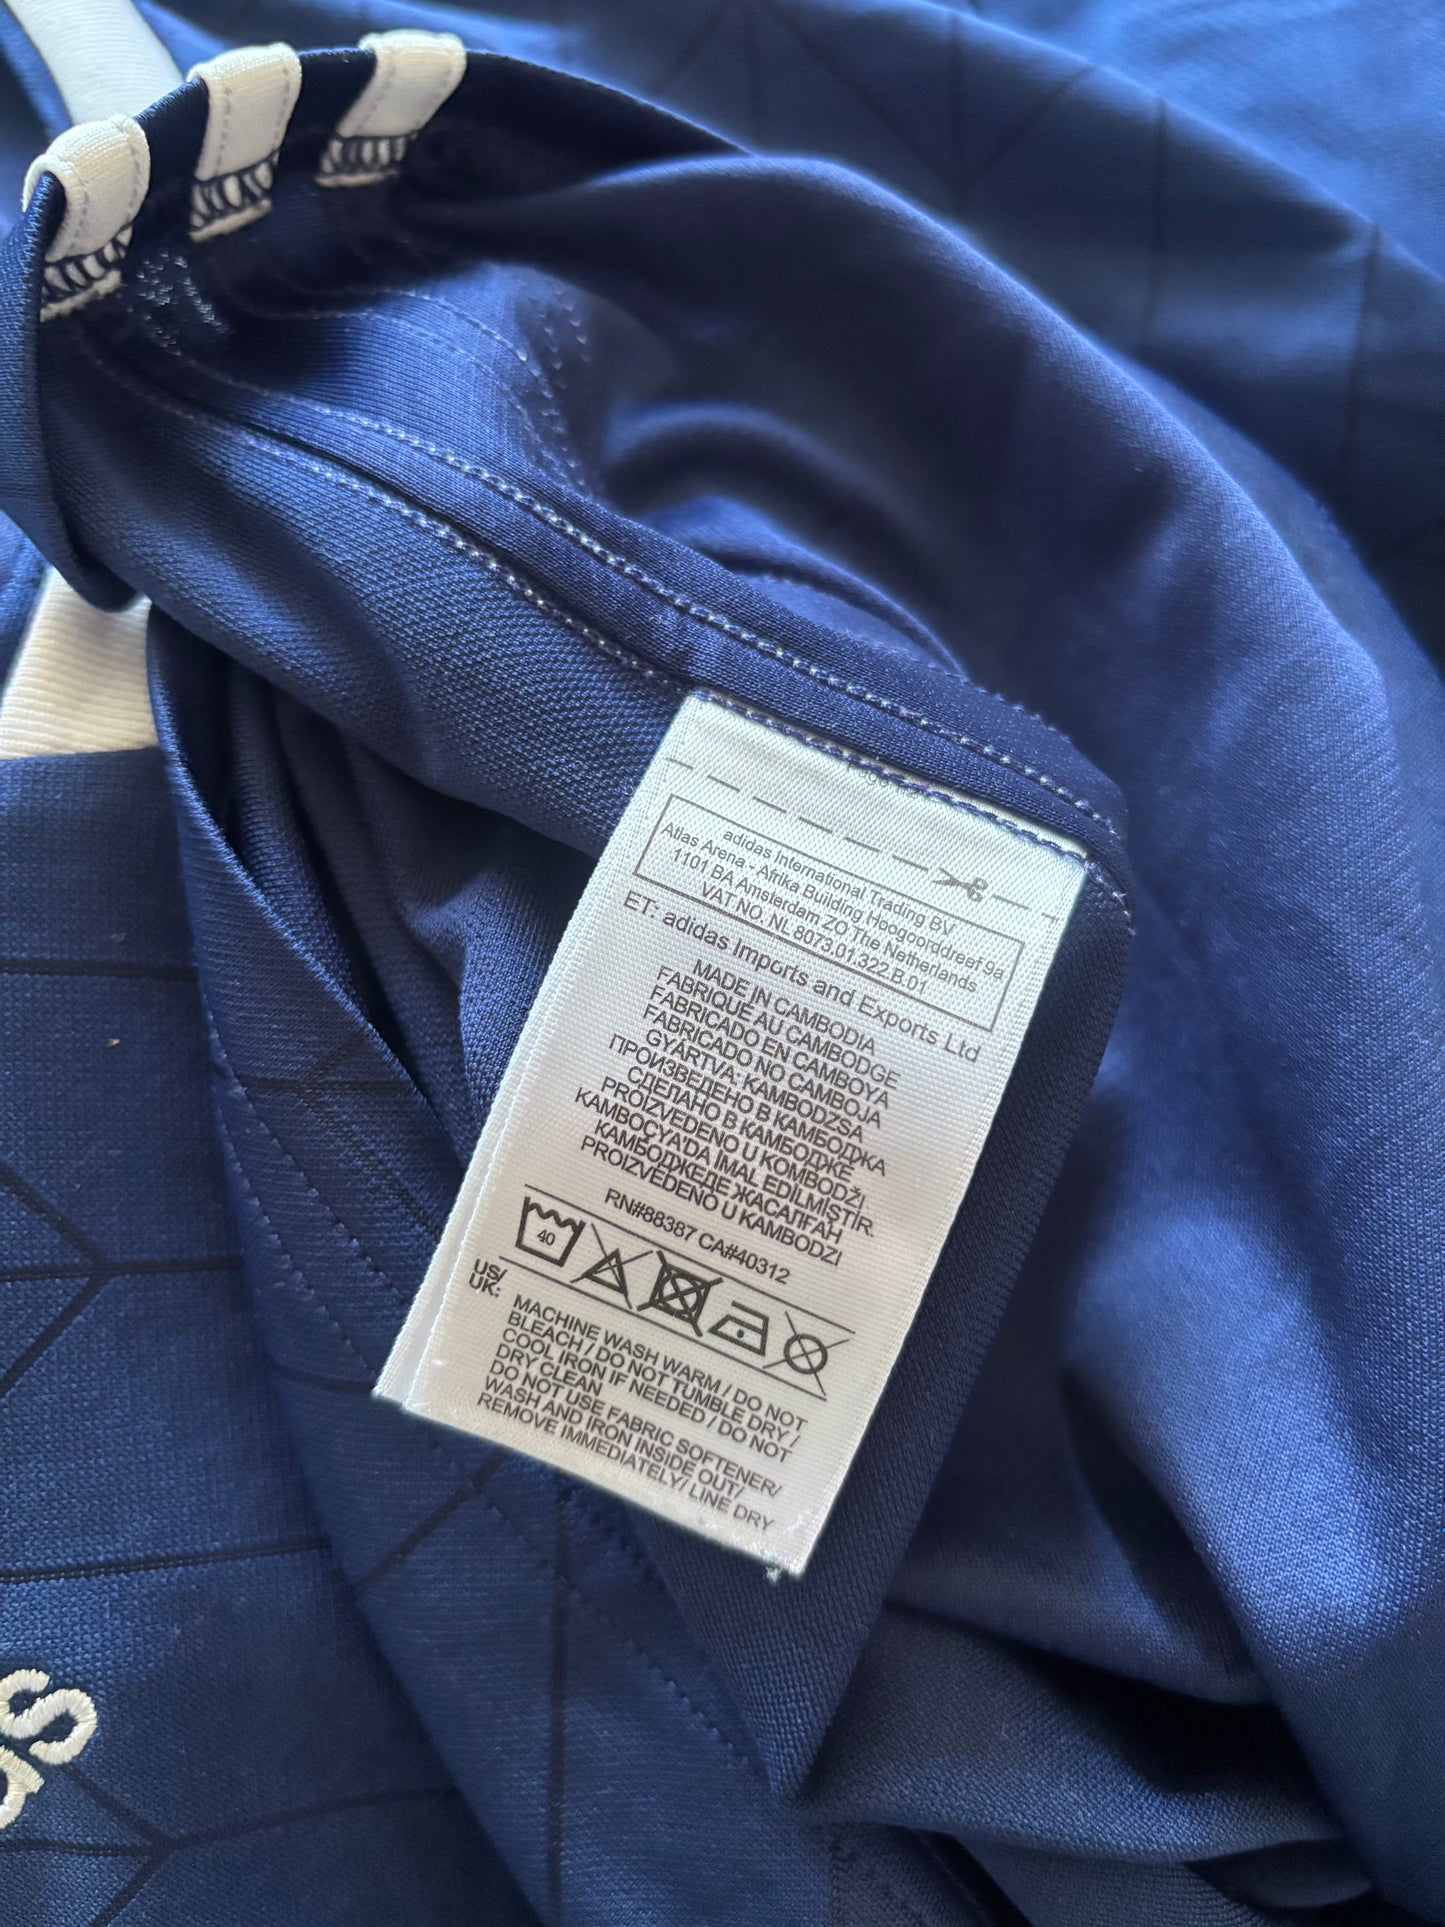 adidas International Trading BV
Atlas Arena - Afrika Building Hoogoorddreef 9a
1101 BA Amsterdam ZO The Netherlands
VAT NO. NL 8073.01.322.B.01
ET: adidas Imports and Exports Ltd
MADE IN CAMBODIA
FABRIQUÉ AU CAMBODGE
FABRICADO EN CAMBOYA
FABRICADO NO CAMBOJA
GYÁRTVA: KAMBODZSA
ПРОИЗВЕДЕНО В КАМБОДЖА
СДЕЛАНО В КАМБОДЖЕ
PROIZVEDENO U KOMBODŽI
KAMBOÇYA'DA İMAL EDİLMİŞTİR.
КАМБОДЖЕДЕ ЖАСАЛҒАН
PROIZVEDENO U KAMBODZI
RN#88387 CA#40312
40
US/
UK:
MACHINE WASH WARM / DO NOT
BLEACH / DO NOT TUMBLE DRY /
COOL IRON IF NEEDED / DO NOT
DRY CLEAN
DO NOT USE FABRIC SOFTENER/
WASH AND IRON INSIDE OUT/
REMOVE IMMEDIATELY/ LINE DRY
as